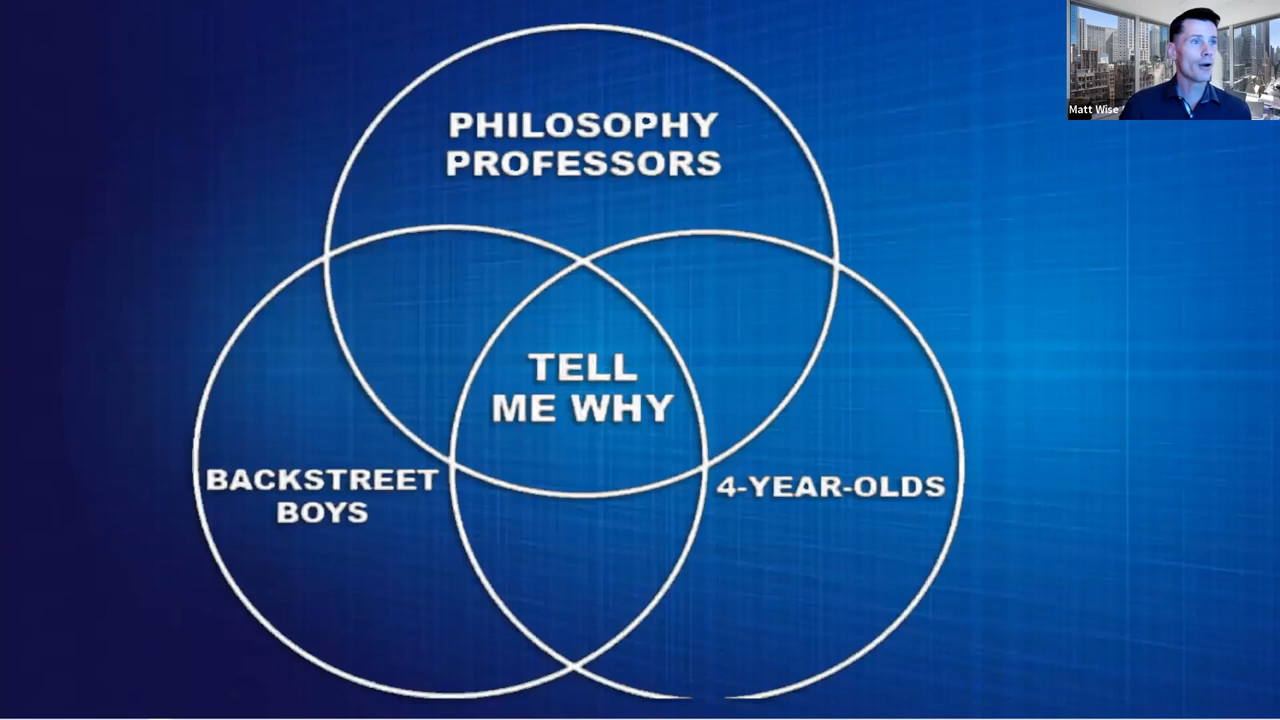 Matt Wise
PHILOSOPHY
PROFESSORS
TELL
ME WHY
BACKSTREET
BOYS
4-YEAR-OLDS